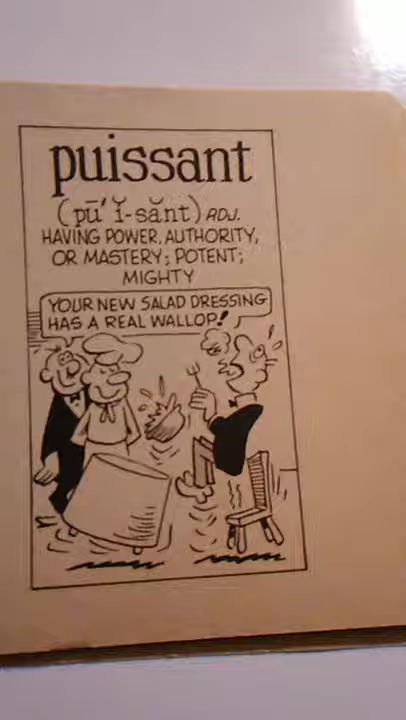 puissant
(pū′ ĭ-sănt) ADJ.
HAVING POWER, AUTHORITY,
OR MASTERY; POTENT;
MIGHTY
YOUR NEW SALAD DRESSING
HAS A REAL WALLOP!